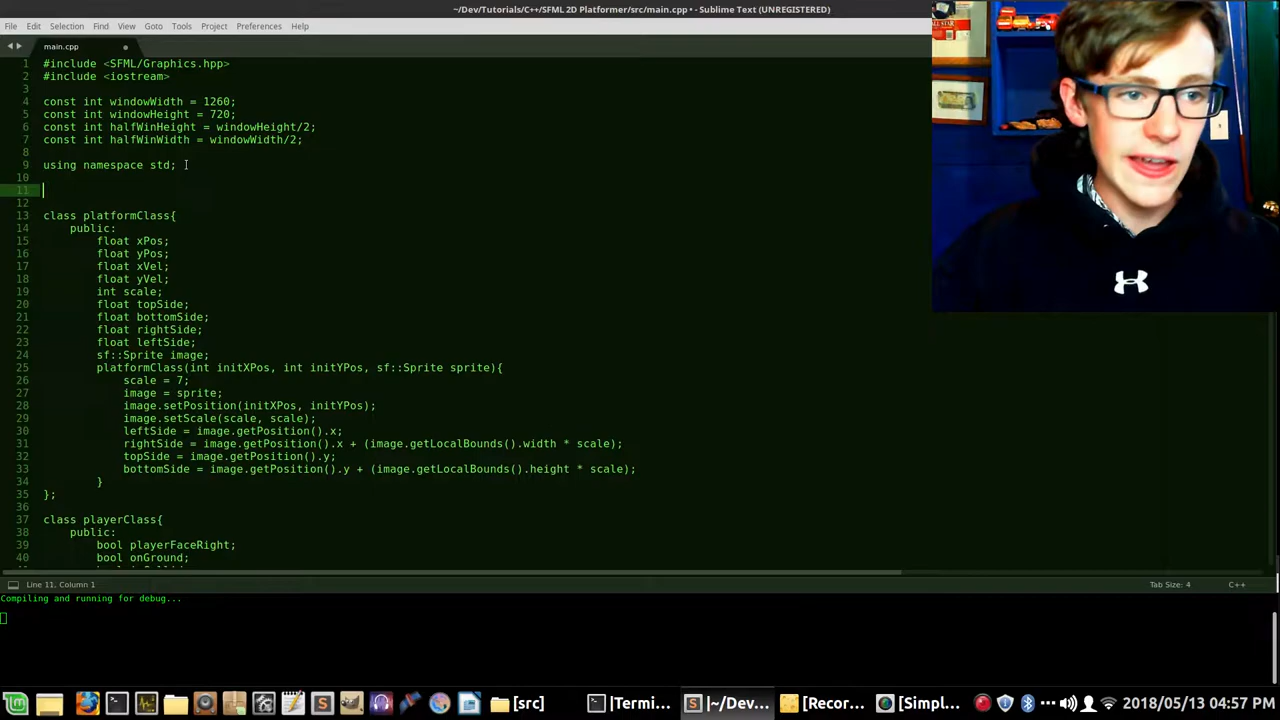 ~/Dev/Tutorials/C++/SFML 2D Platformer/src/main.cpp • - Sublime Text (UNREGISTERED)
File Edit Selection Find View Goto Tools Project Preferences Help
main.cpp
1 #include <SFML/Graphics.hpp>
2 #include <iostream>
3
4 const int windowWidth = 1260;
5 const int windowHeight = 720;
6 const int halfWinHeight = windowHeight/2;
7 const int halfWinWidth = windowWidth/2;
8
9 using namespace std;
10
11
12
13 class platformClass{
14 public:
15 float xPos;
16 float yPos;
17 float xVel;
18 float yVel;
19 int scale;
20 float topSide;
21 float bottomSide;
22 float rightSide;
23 float leftSide;
24 sf::Sprite image;
25 platformClass(int initXPos, int initYPos, sf::Sprite sprite){
26 scale = 7;
27 image = sprite;
28 image.setPosition(initXPos, initYPos);
29 image.setScale(scale, scale);
30 leftSide = image.getPosition().x;
31 rightSide = image.getPosition().x + (image.getLocalBounds().width * scale);
32 topSide = image.getPosition().y;
33 bottomSide = image.getPosition().y + (image.getLocalBounds().height * scale);
34 }
35 };
36
37 class playerClass{
38 public:
39 bool playerFaceRight;
40 bool onGround;
Line 11, Column 1 Tab Size: 4 C++
Compiling and running for debug...
[src] |Termi... |~/Dev... [Recor... [Simpl... 2018/05/13 04:57 PM